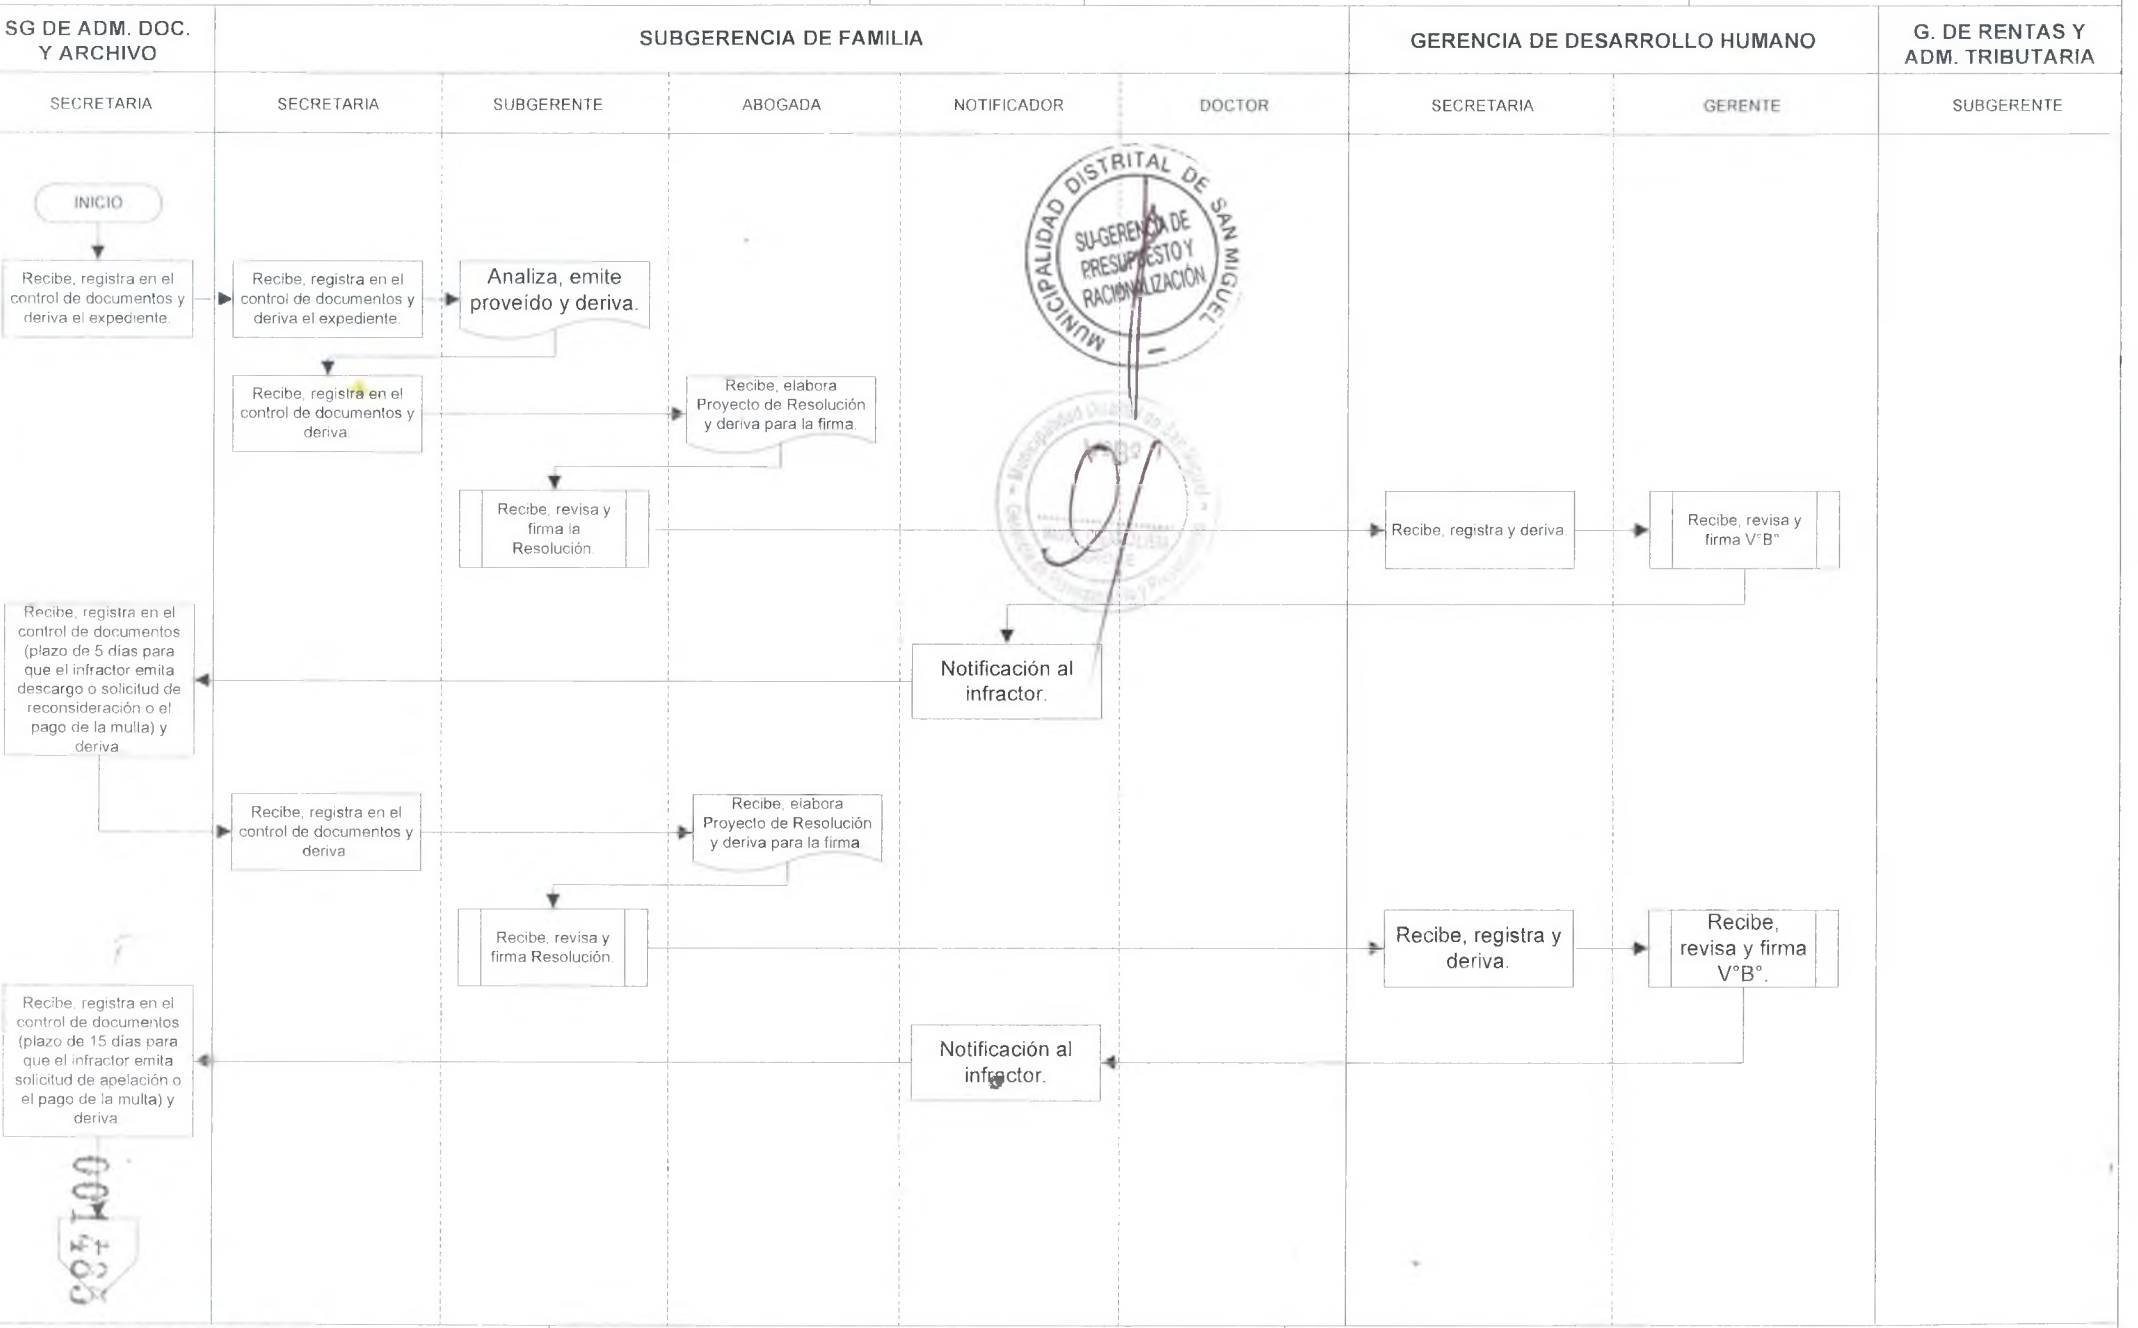 SG DE ADM. DOC.
Y ARCHIVO
SUBGERENCIA DE FAMILIA
GERENCIA DE DESARROLLO HUMANO
G. DE RENTAS Y
ADM. TRIBUTARIA
SECRETARIA
SECRETARIA
SUBGERENTE
ABOGADA
NOTIFICADOR
DOCTOR
SECRETARIA
GERENTE
SUBGERENTE
MUNICIPALIDAD DISTRITAL DE SAN MIGUEL
SU-GERENCIA DE
PRESUPUESTO Y
RACIONALIZACIÓN
INICIO
Recibe, registra en el
control de documentos y
deriva el expediente.
Recibe, registra en el
control de documentos y
deriva el expediente.
Analiza, emite
proveído y deriva.
Recibe, registra en el
control de documentos y
deriva.
Recibe, elabora
Proyecto de Resolución
y deriva para la firma.
Recibe, revisa y
firma la
Resolución.
Recibe, registra y deriva.
Recibe, revisa y
firma V°B°
Notificación al
infractor.
Recibe, registra en el
control de documentos
(plazo de 5 días para
que el infractor emita
descargo o solicitud de
reconsideración o el
pago de la multa) y
deriva
Recibe, registra en el
control de documentos y
deriva
Recibe, elabora
Proyecto de Resolución
y deriva para la firma
Recibe, revisa y
firma Resolución.
Recibe, registra y
deriva.
Recibe,
revisa y firma
V°B°.
Notificación al
infractor.
Recibe, registra en el
control de documentos
(plazo de 15 días para
que el infractor emita
solicitud de apelación o
el pago de la multa) y
deriva